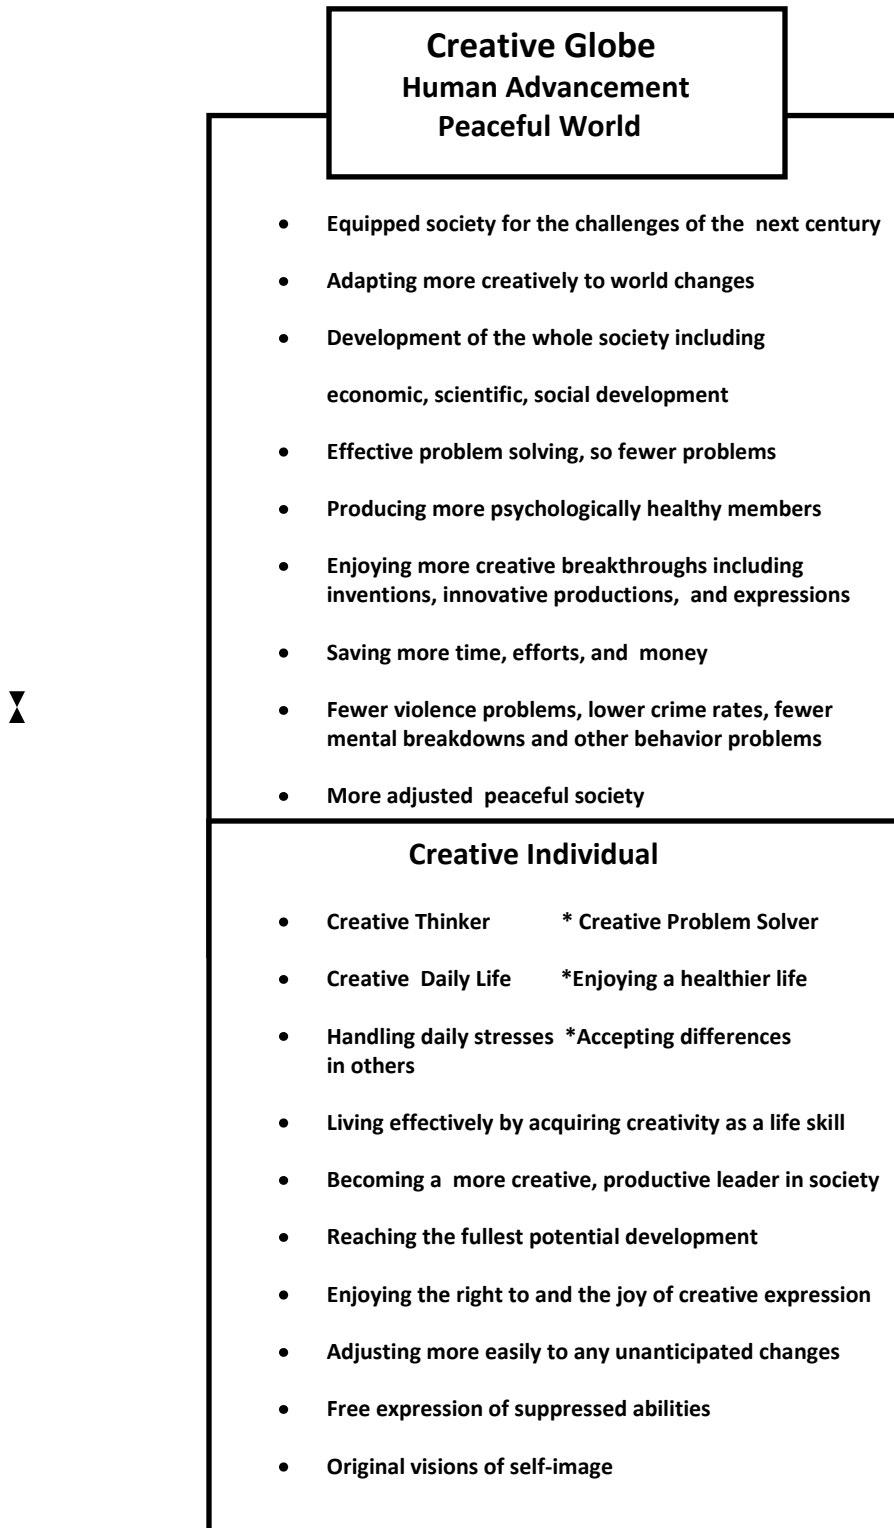 Creative Globe
Human Advancement
Peaceful World
• Equipped society for the challenges of the next century
• Adapting more creatively to world changes
• Development of the whole society including
economic, scientific, social development
• Effective problem solving, so fewer problems
• Producing more psychologically healthy members
• Enjoying more creative breakthroughs including
inventions, innovative productions, and expressions
• Saving more time, efforts, and money
• Fewer violence problems, lower crime rates, fewer
mental breakdowns and other behavior problems
• More adjusted peaceful society
Creative Individual
• Creative Thinker * Creative Problem Solver
• Creative Daily Life *Enjoying a healthier life
• Handling daily stresses *Accepting differences
in others
• Living effectively by acquiring creativity as a life skill
• Becoming a more creative, productive leader in society
• Reaching the fullest potential development
• Enjoying the right to and the joy of creative expression
• Adjusting more easily to any unanticipated changes
• Free expression of suppressed abilities
• Original visions of self-image